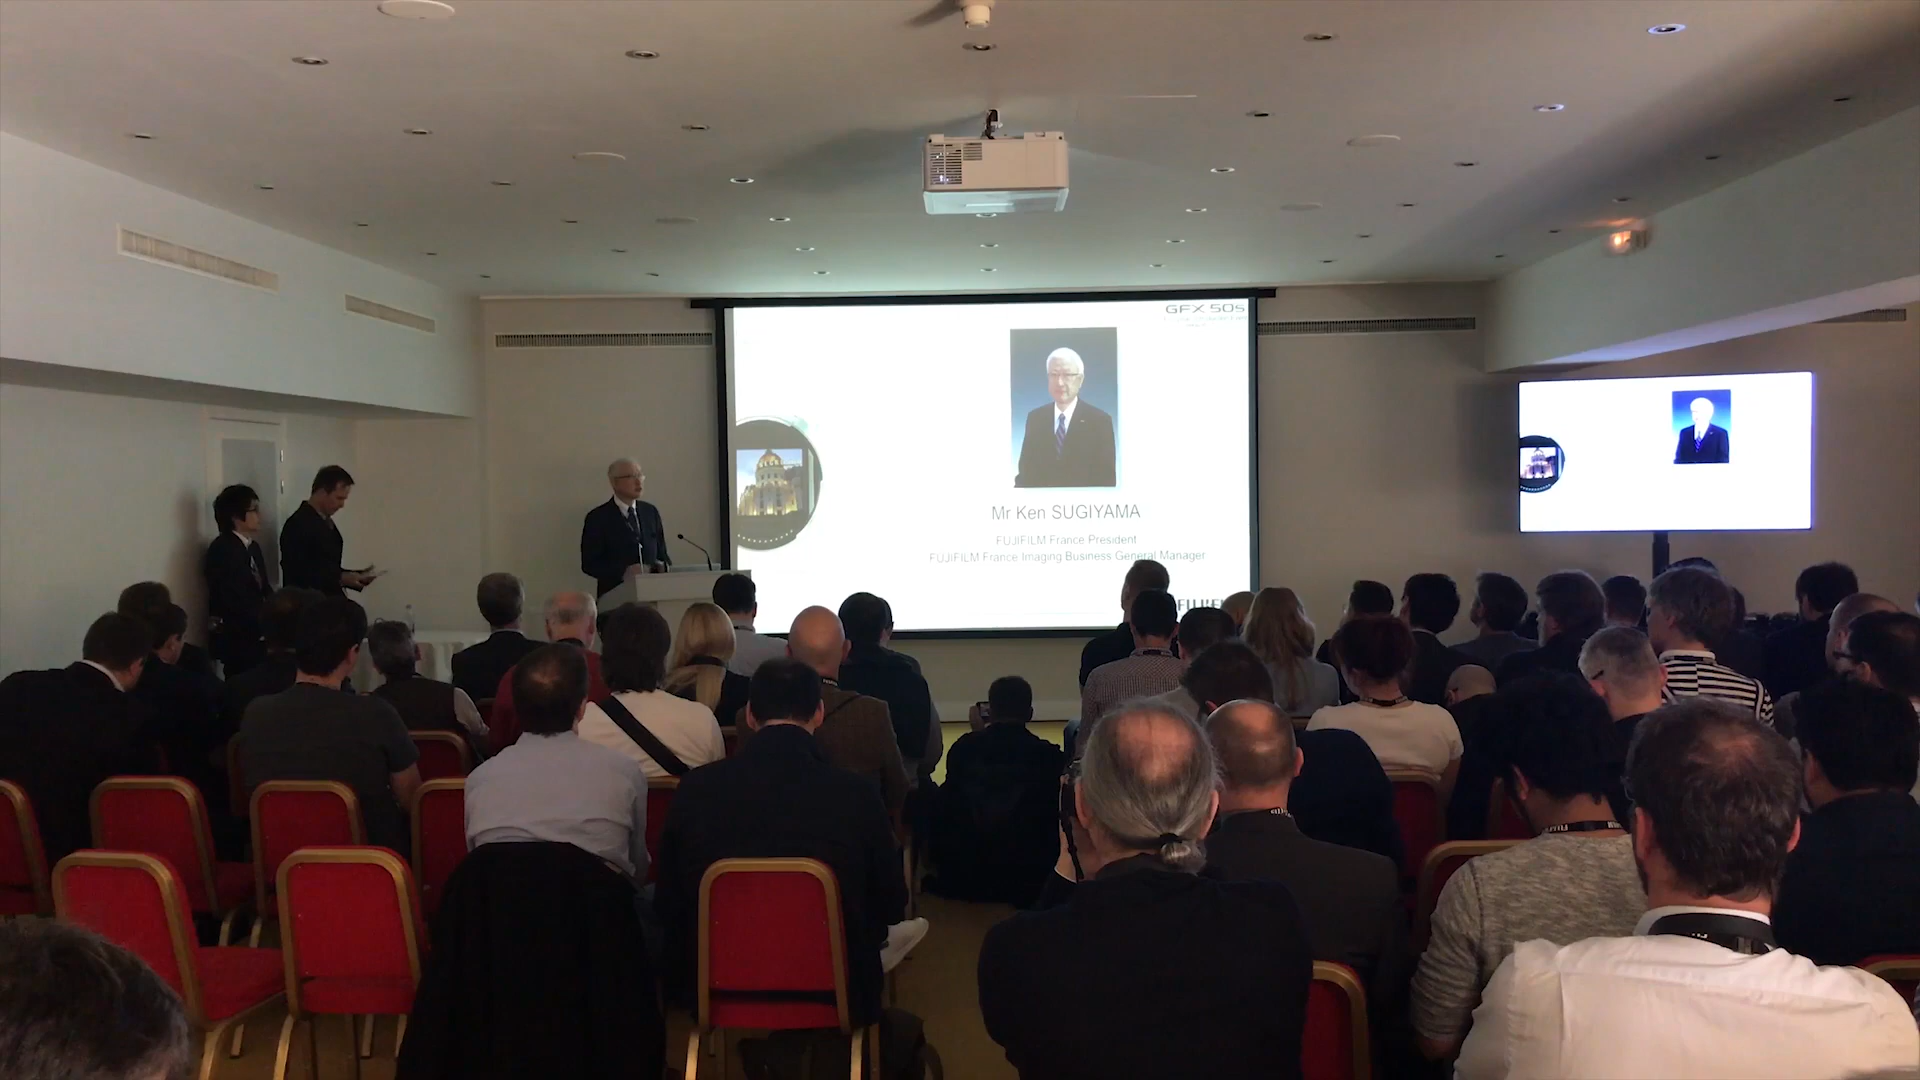 GFX 50s
Mr Ken SUGIYAMA
FUJIFILM France President
FUJIFILM France Imaging Business General Manager